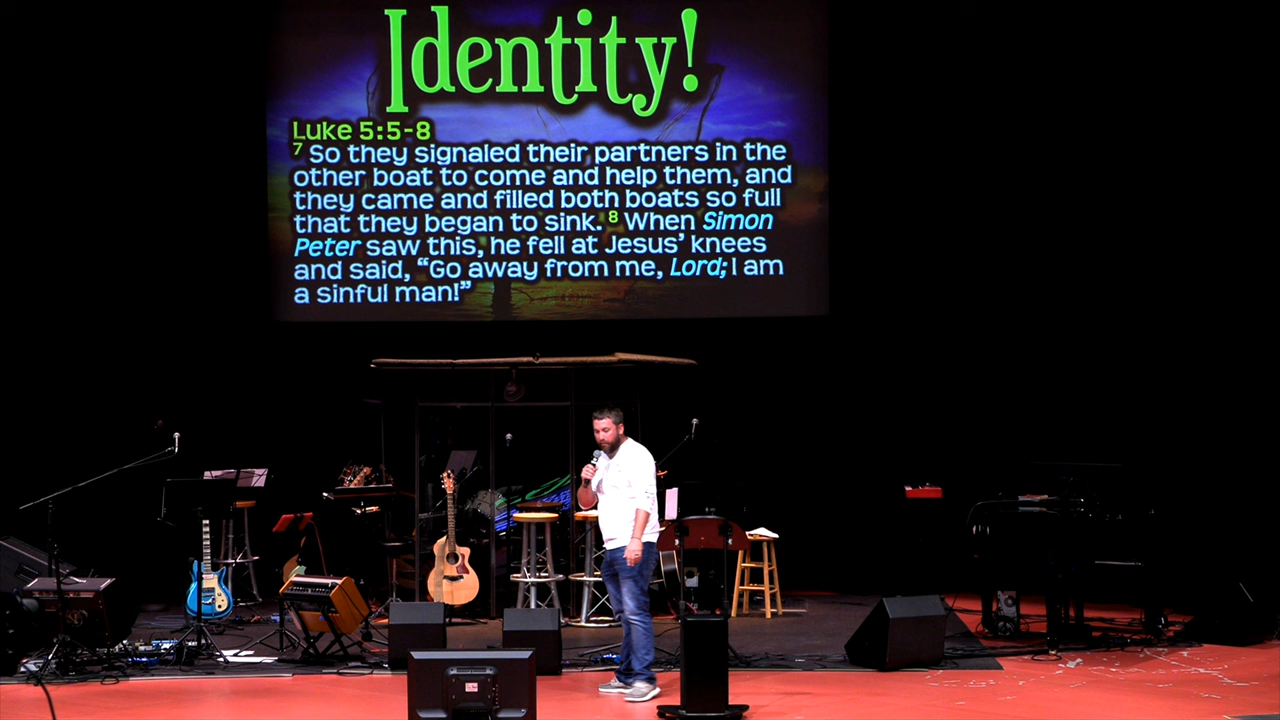 Identity!
Luke 5:5-8
7 So they signaled their partners in the
other boat to come and help them, and
they came and filled both boats so full
that they began to sink. 8 When Simon
Peter saw this, he fell at Jesus’ knees
and said, “Go away from me, Lord; I am
a sinful man!”